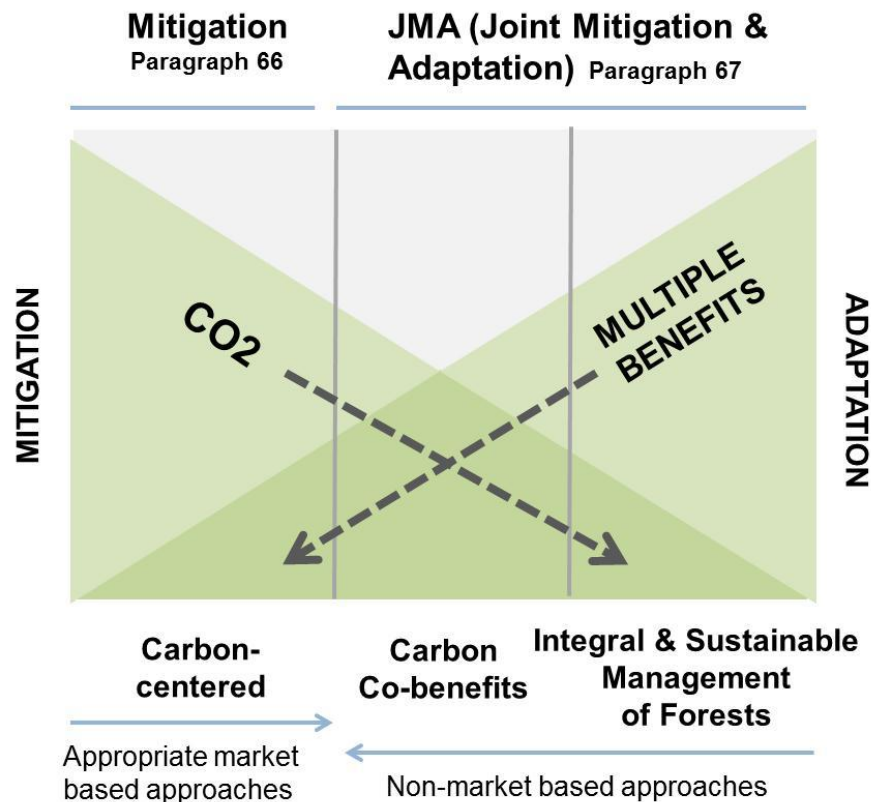 Mitigation
Paragraph 66
JMA (Joint Mitigation &
Adaptation) Paragraph 67
MITIGATION
CO2
MULTIPLE
BENEFITS
ADAPTATION
Carbon-
centered
Carbon
Co-benefits
Integral & Sustainable
Management
of Forests
Appropriate market
based approaches
Non-market based approaches